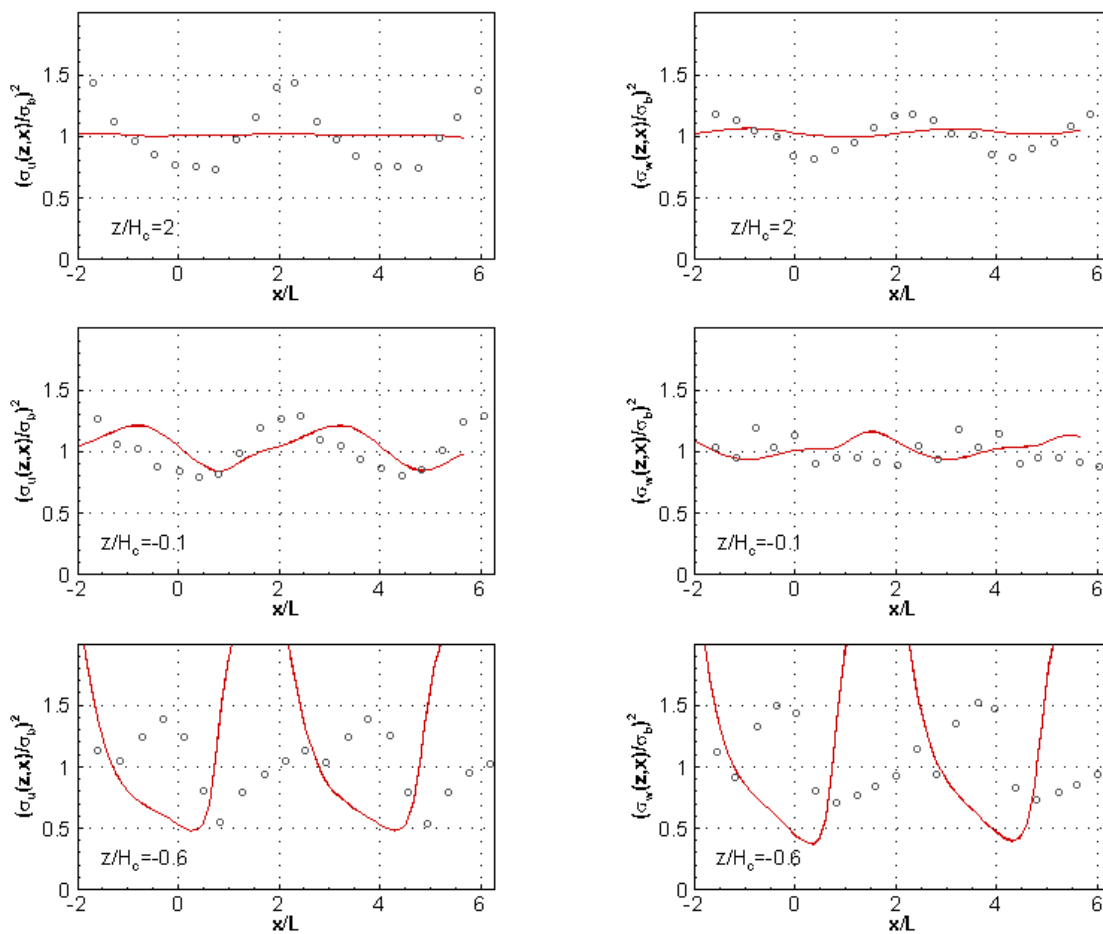 (σu(z,x)/σb)²
1.5
1
0.5
0
z/Hc=2
-2 0 2 4 6
x/L
(σw(z,x)/σb)²
1.5
1
0.5
0
z/Hc=2
-2 0 2 4 6
x/L
(σu(z,x)/σb)²
1.5
1
0.5
0
z/Hc=-0.1
-2 0 2 4 6
x/L
(σw(z,x)/σb)²
1.5
1
0.5
0
z/Hc=-0.1
-2 0 2 4 6
x/L
(σu(z,x)/σb)²
1.5
1
0.5
0
z/Hc=-0.6
-2 0 2 4 6
x/L
(σw(z,x)/σb)²
1.5
1
0.5
0
z/Hc=-0.6
-2 0 2 4 6
x/L